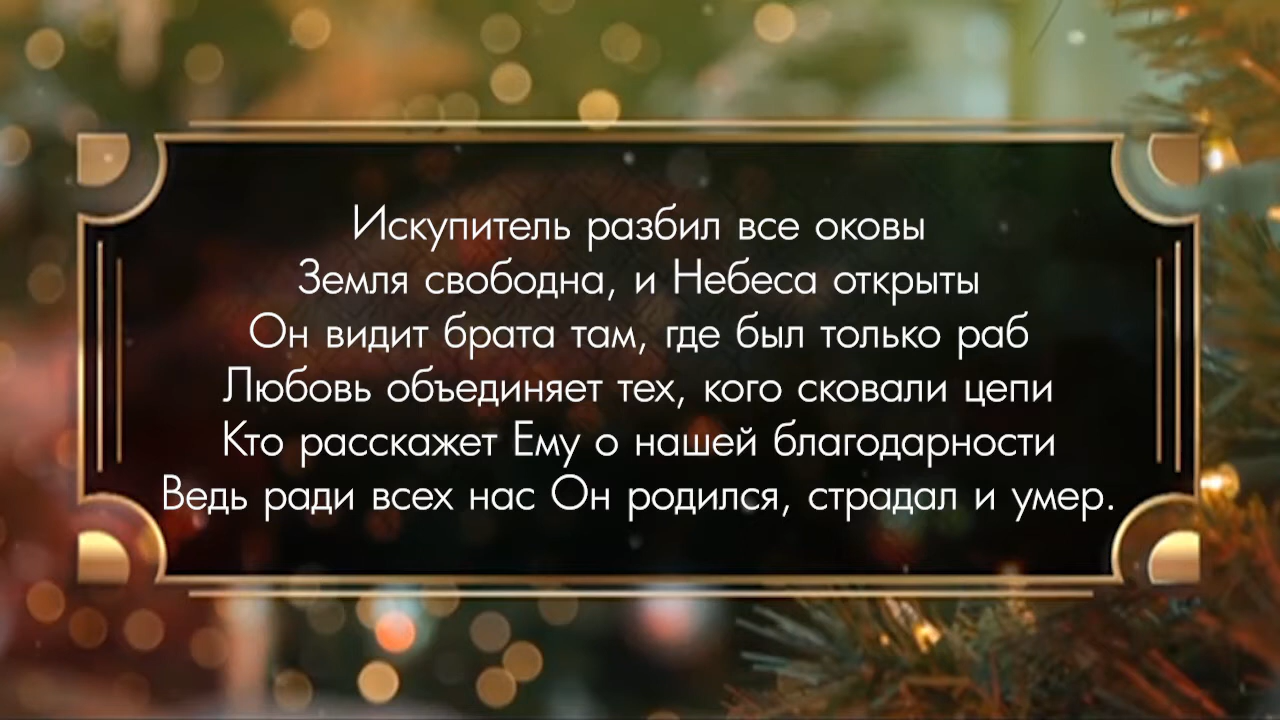 Искупитель разбил все оковы
Земля свободна, и Небеса открыты
Он видит брата там, где был только раб
Любовь объединяет тех, кого сковали цепи
Кто расскажет Ему о нашей благодарности
Ведь ради всех нас Он родился, страдал и умер.